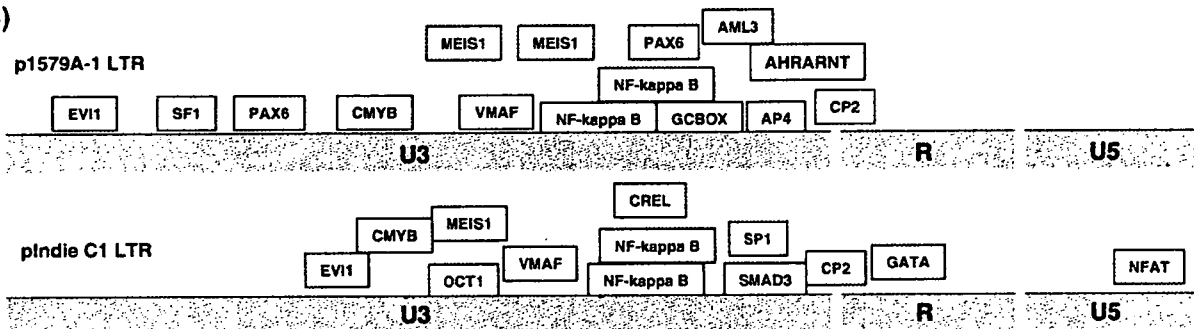 )
AML3
MEIS1 MEIS1 PAX6
p1579A-1 LTR
AHRARNT
NF-kappa B
EVI1 SF1 PAX6 CMYB VMAF NF-kappa B GCBOX AP4 CP2
U3 R U5
CREL
MEIS1
CMYB
pIndie C1 LTR
NF-kappa B SP1
EVI1 VMAF GATA NFAT
OCT1 NF-kappa B SMAD3 CP2
U3 R U5